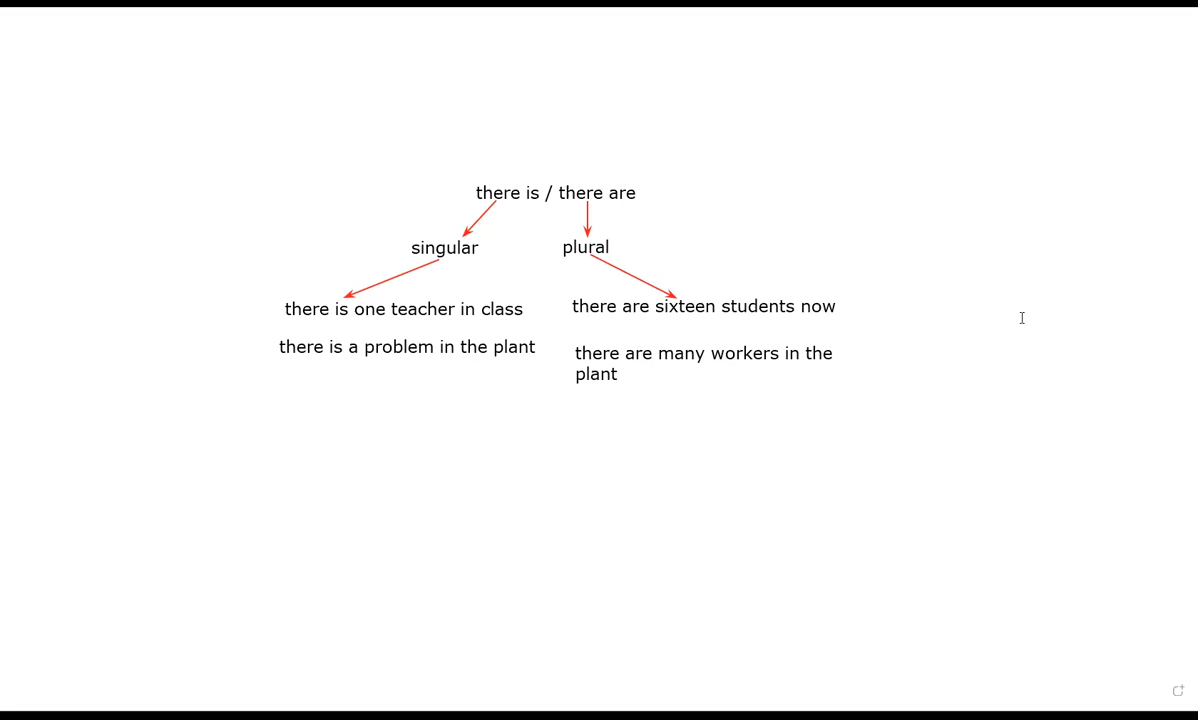 there is / there are
singular
plural
there is one teacher in class
there is a problem in the plant
there are sixteen students now
there are many workers in the
plant